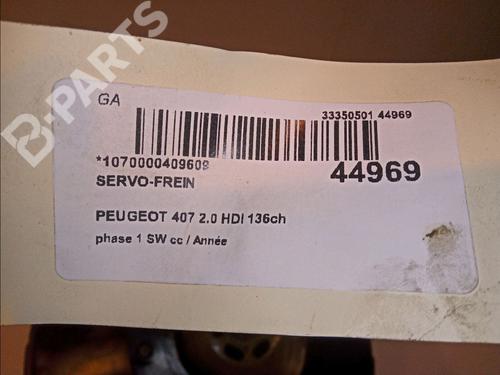 B-PARTS
GA
33350501 44969
*1070000409609
44969
SERVO-FREIN
PEUGEOT 407 2.0 HDI 136ch
phase 1 SW cc / Année